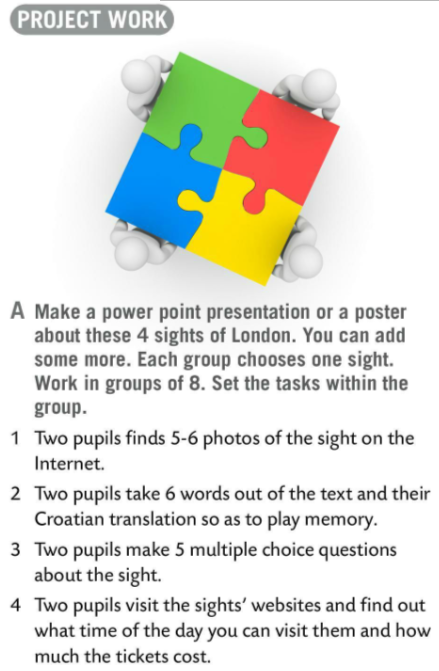 PROJECT WORK
A Make a power point presentation or a poster
about these 4 sights of London. You can add
some more. Each group chooses one sight.
Work in groups of 8. Set the tasks within the
group.
1 Two pupils finds 5-6 photos of the sight on the
Internet.
2 Two pupils take 6 words out of the text and their
Croatian translation so as to play memory.
3 Two pupils make 5 multiple choice questions
about the sight.
4 Two pupils visit the sights' websites and find out
what time of the day you can visit them and how
much the tickets cost.